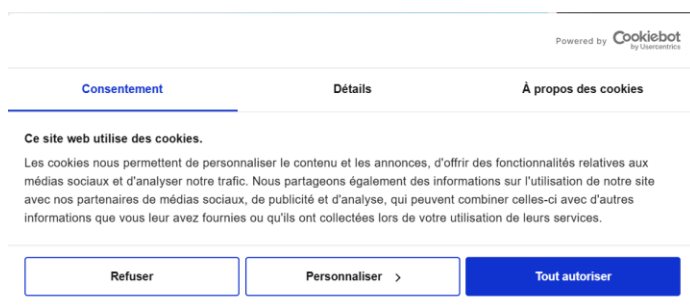 Powered by Cookiebot
by Usercentrics
Consentement Détails À propos des cookies
Ce site web utilise des cookies.
Les cookies nous permettent de personnaliser le contenu et les annonces, d'offrir des fonctionnalités relatives aux
médias sociaux et d'analyser notre trafic. Nous partageons également des informations sur l'utilisation de notre site
avec nos partenaires de médias sociaux, de publicité et d'analyse, qui peuvent combiner celles-ci avec d'autres
informations que vous leur avez fournies ou qu'ils ont collectées lors de votre utilisation de leurs services.
Refuser Personnaliser Tout autoriser